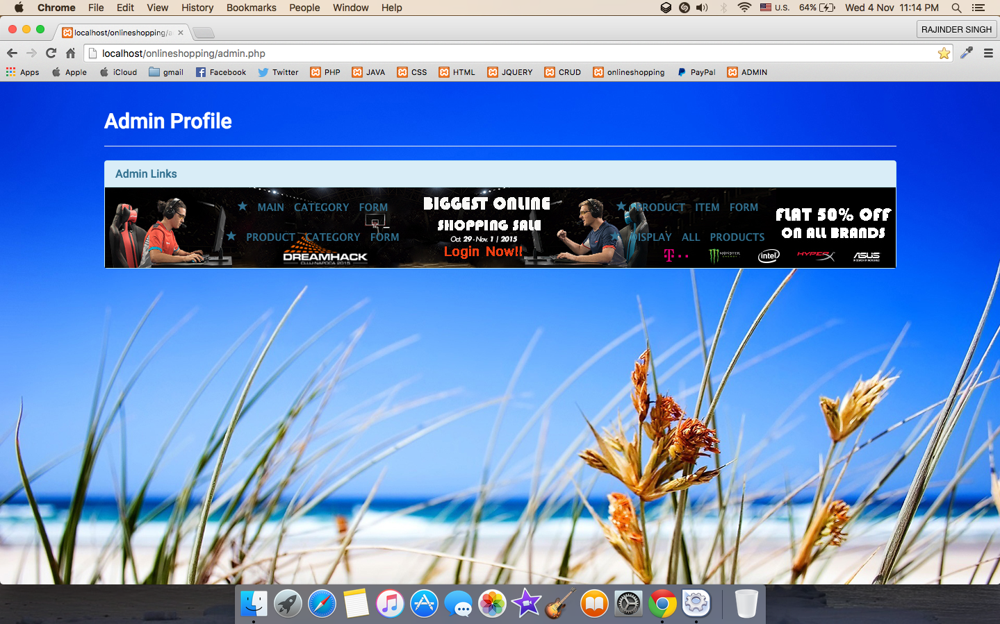 Chrome File Edit View History Bookmarks People Window Help U.S. 64% Wed 4 Nov 11:14 PM
localhost/onlineshopping/a RAJINDER SINGH
localhost/onlineshopping/admin.php
Apps Apple iCloud gmail Facebook Twitter PHP JAVA CSS HTML JQUERY CRUD onlineshopping PayPal ADMIN
Admin Profile
Admin Links
MAIN CATEGORY FORM
PRODUCT CATEGORY FORM
DREAMHACK
CLUJ-NAPOCA 2015
BIGGEST ONLINE
SHOPPING SALE
Oct. 29 - Nov. 1 | 2015
Login Now!!
PRODUCT ITEM FORM
DISPLAY ALL PRODUCTS
FLAT 50% OFF
ON ALL BRANDS
T MONSTER ENERGY intel HYPERX ASUS
IN SEARCH OF INCREDIBLE